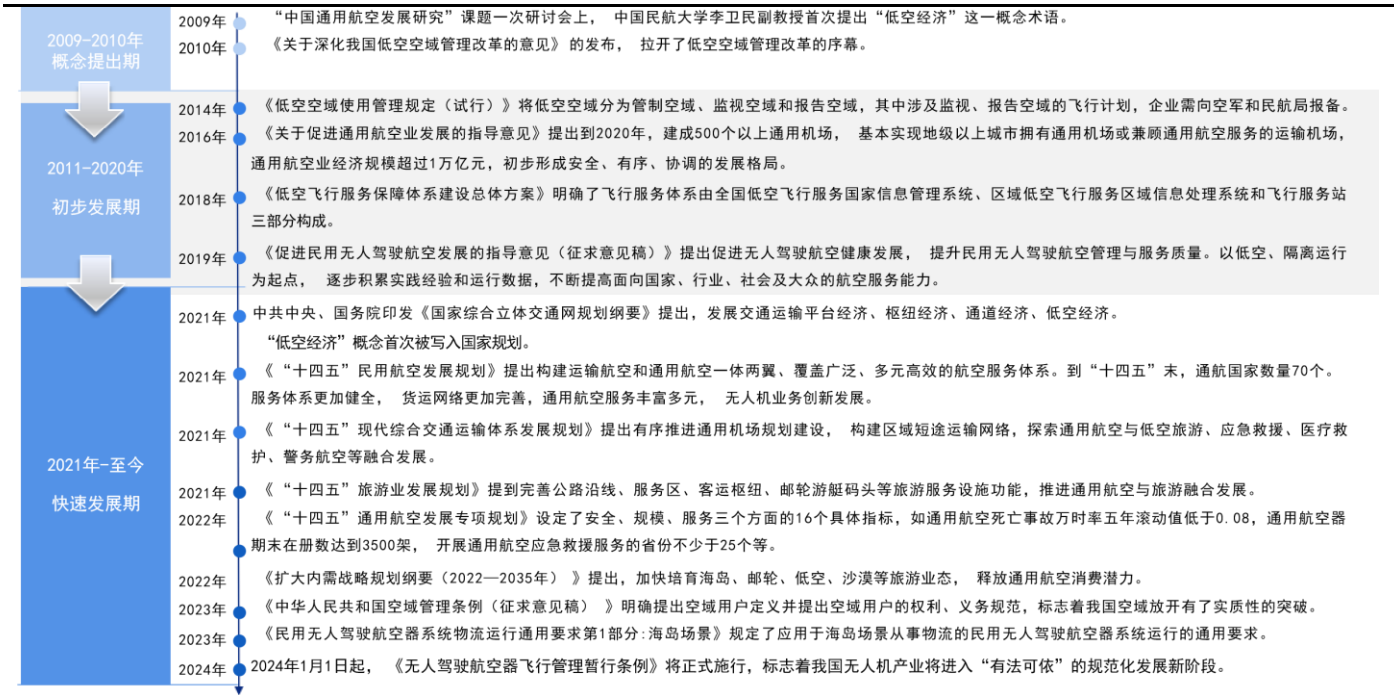 2009-2010年
概念提出期
2009年 “中国通用航空发展研究”课题一次研讨会上， 中国民航大学李卫民副教授首次提出“低空经济”这一概念术语。
2010年 《关于深化我国低空空域管理改革的意见》的发布， 拉开了低空空域管理改革的序幕。
2011-2020年
初步发展期
2014年 《低空空域使用管理规定（试行）》将低空空域分为管制空域、监视空域和报告空域，其中涉及监视、报告空域的飞行计划，企业需向空军和民航局报备。
2016年 《关于促进通用航空业发展的指导意见》提出到2020年，建成500个以上通用机场， 基本实现地级以上城市拥有通用机场或兼顾通用航空服务的运输机场，
通用航空业经济规模超过1万亿元，初步形成安全、有序、协调的发展格局。
2018年 《低空飞行服务保障体系建设总体方案》明确了飞行服务体系由全国低空飞行服务国家信息管理系统、区域低空飞行服务区域信息处理系统和飞行服务站
三部分构成。
2019年 《促进民用无人驾驶航空发展的指导意见（征求意见稿）》提出促进无人驾驶航空健康发展， 提升民用无人驾驶航空管理与服务质量。以低空、隔离运行
为起点， 逐步积累实践经验和运行数据，不断提高面向国家、行业、社会及大众的航空服务能力。
2021年-至今
快速发展期
2021年 中共中央、国务院印发《国家综合立体交通网规划纲要》提出，发展交通运输平台经济、枢纽经济、通道经济、低空经济。
“低空经济”概念首次被写入国家规划。
2021年 《“十四五”民用航空发展规划》提出构建运输航空和通用航空一体两翼、覆盖广泛、多元高效的航空服务体系。到“十四五”末，通航国家数量70个。
服务体系更加健全， 货运网络更加完善，通用航空服务丰富多元， 无人机业务创新发展。
2021年 《“十四五”现代综合交通运输体系发展规划》提出有序推进通用机场规划建设， 构建区域短途运输网络，探索通用航空与低空旅游、应急救援、医疗救
护、警务航空等融合发展。
2021年 《“十四五”旅游业发展规划》提到完善公路沿线、服务区、客运枢纽、邮轮游艇码头等旅游服务设施功能，推进通用航空与旅游融合发展。
2022年 《“十四五”通用航空发展专项规划》设定了安全、规模、服务三个方面的16个具体指标，如通用航空死亡事故万时率五年滚动值低于0.08，通用航空器
期末在册数达到3500架， 开展通用航空应急救援服务的省份不少于25个等。
2022年 《扩大内需战略规划纲要（2022—2035年） 》提出，加快培育海岛、邮轮、低空、沙漠等旅游业态， 释放通用航空消费潜力。
2023年 《中华人民共和国空域管理条例（征求意见稿） 》明确提出空域用户定义并提出空域用户的权利、义务规范，标志着我国空域放开有了实质性的突破。
2023年 《民用无人驾驶航空器系统物流运行通用要求第1部分:海岛场景》规定了应用于海岛场景从事物流的民用无人驾驶航空器系统运行的通用要求。
2024年 2024年1月1日起， 《无人驾驶航空器飞行管理暂行条例》将正式施行，标志着我国无人机产业将进入“有法可依”的规范化发展新阶段。